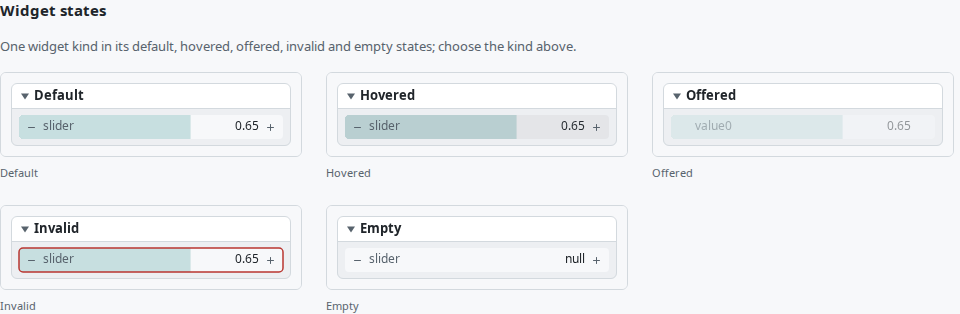 Widget states
One widget kind in its default, hovered, offered, invalid and empty states; choose the kind above.
Default
– slider 0.65 +
Default
Hovered
– slider 0.65 +
Hovered
Offered
value0 0.65
Offered
Invalid
– slider 0.65 +
Invalid
Empty
– slider null +
Empty